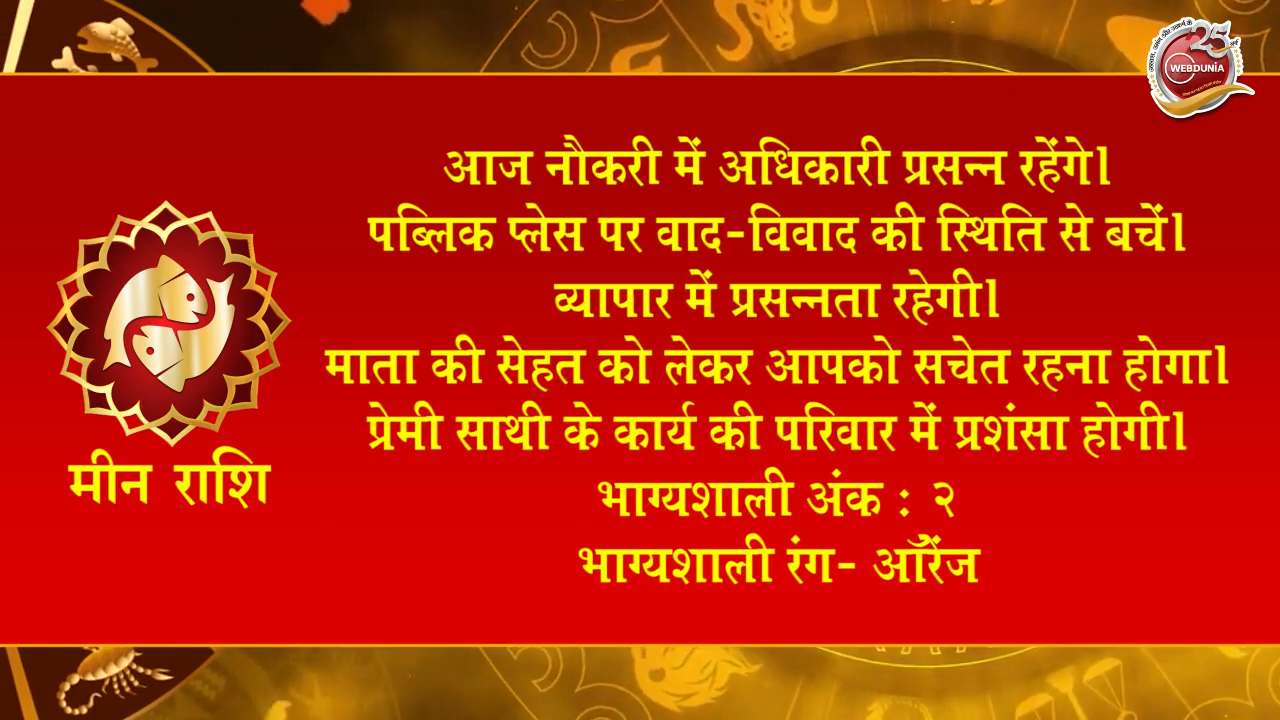 WEBDUNIA
25
आज नौकरी में अधिकारी प्रसन्न रहेंगे।
पब्लिक प्लेस पर वाद-विवाद की स्थिति से बचें।
व्यापार में प्रसन्नता रहेगी।
माता की सेहत को लेकर आपको सचेत रहना होगा।
प्रेमी साथी के कार्य की परिवार में प्रशंसा होगी।
भाग्यशाली अंक : २
भाग्यशाली रंग- ऑरेंज
मीन राशि